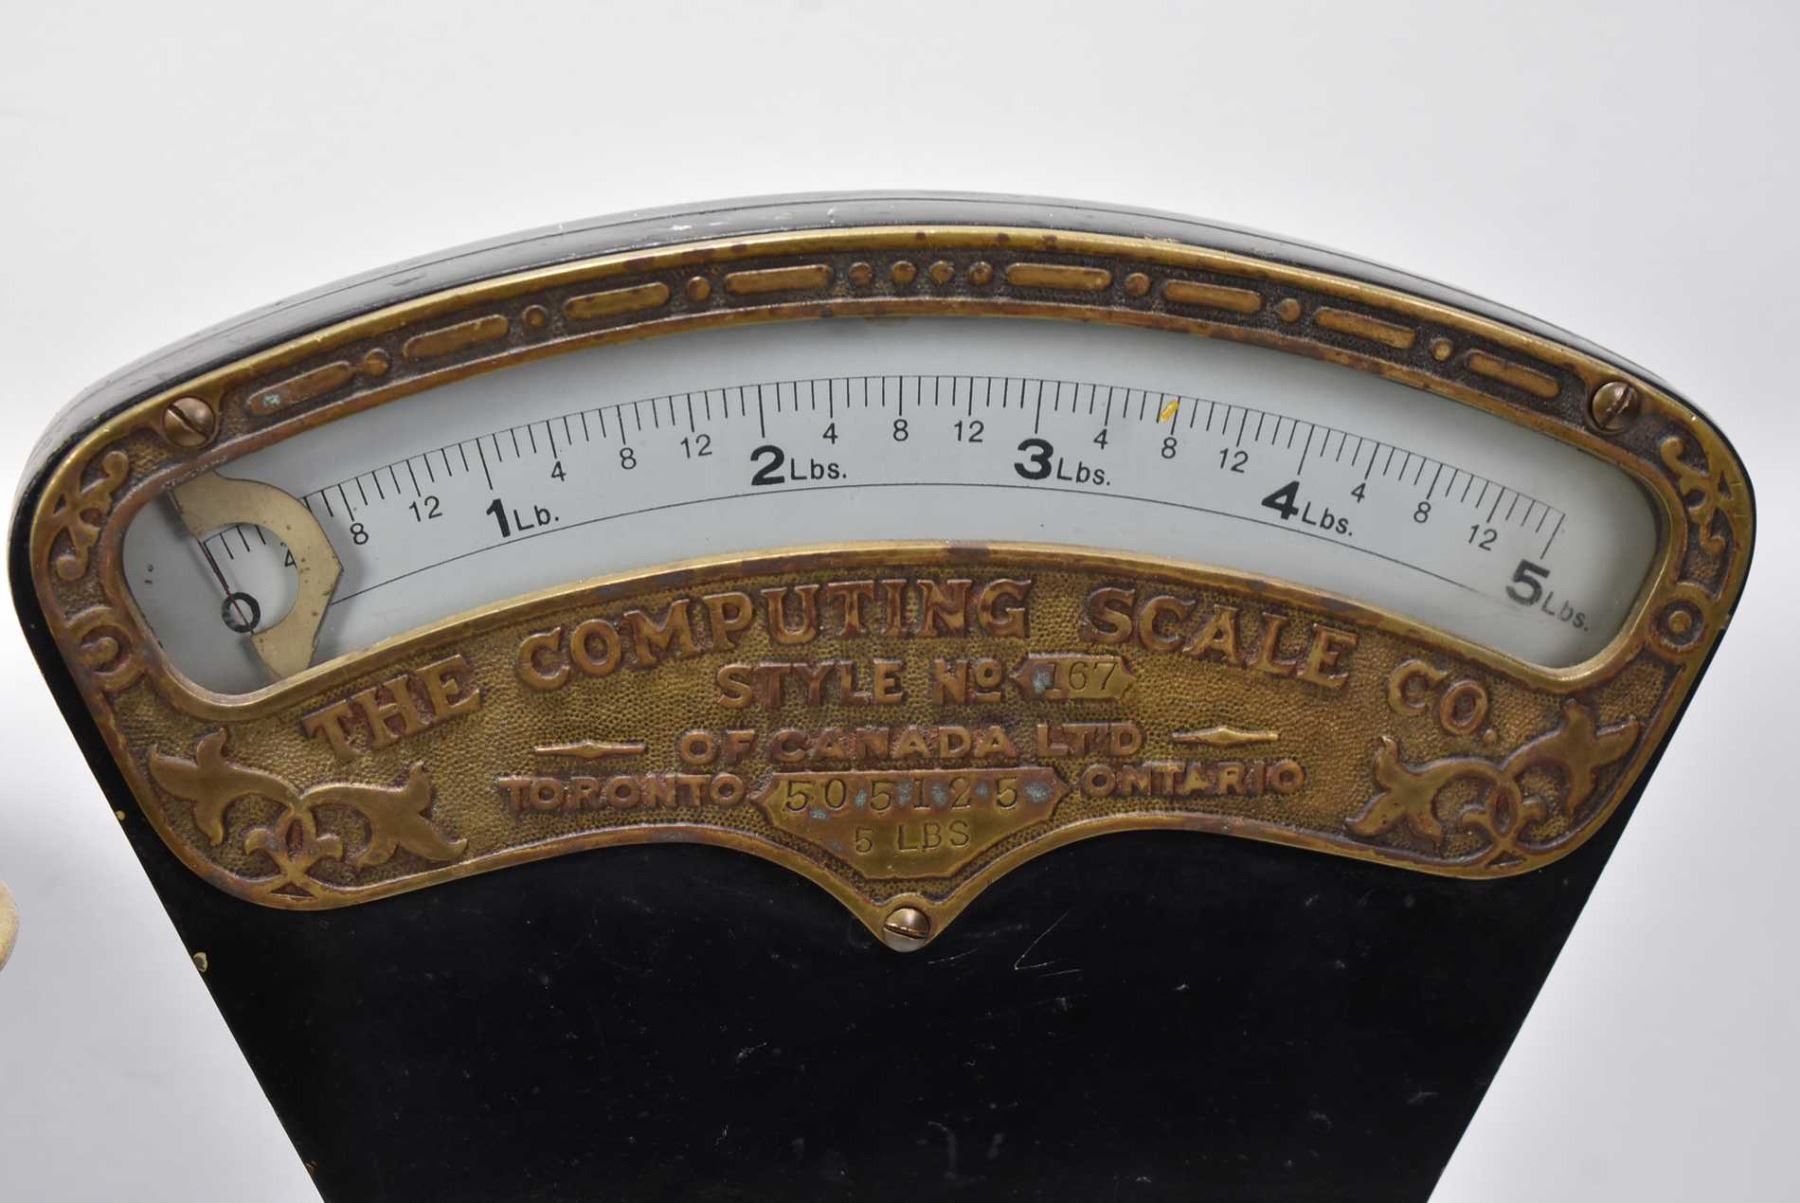 0 4 8 12 1Lb. 4 8 12 2Lbs. 4 8 12 3Lbs. 4 8 12 4Lbs. 4 8 12 5Lbs.
THE COMPUTING SCALE CO.
STYLE No 167
OF CANADA LT'D
TORONTO 505125 ONTARIO
5 LBS